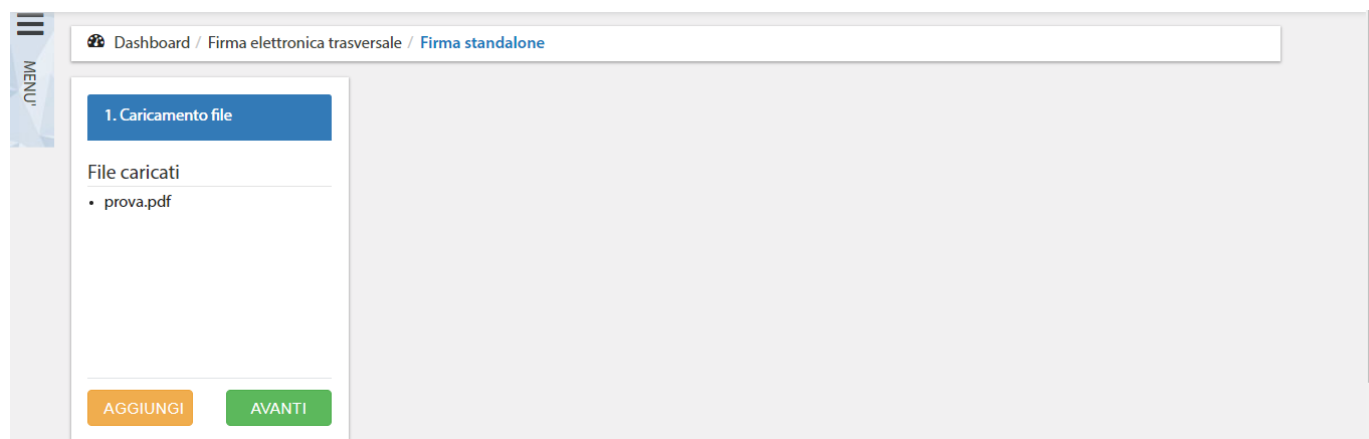 MENU'
Dashboard / Firma elettronica trasversale / Firma standalone
1. Caricamento file
File caricati
• prova.pdf
AGGIUNGI
AVANTI